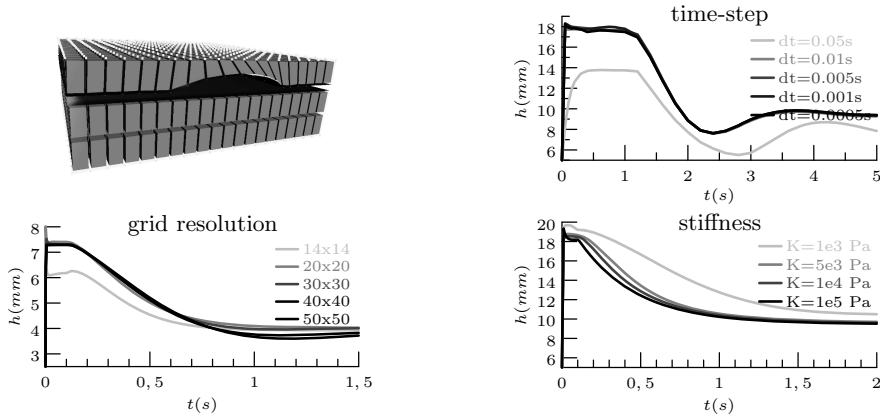 time-step
h(mm)
20
18
16
14
12
10
8
6
dt=0.05s
dt=0.01s
dt=0.005s
dt=0.001s
dt=0.0005s
0 1 2 3 4 5
t(s)
grid resolution
h(mm)
8
7
6
5
4
3
14x14
20x20
30x30
40x40
50x50
0 0, 5 1 1, 5
t(s)
stiffness
h(mm)
20
18
16
14
12
10
8
6
K=1e3 Pa
K=5e3 Pa
K=1e4 Pa
K=1e5 Pa
0 0, 5 1 1, 5 2
t(s)